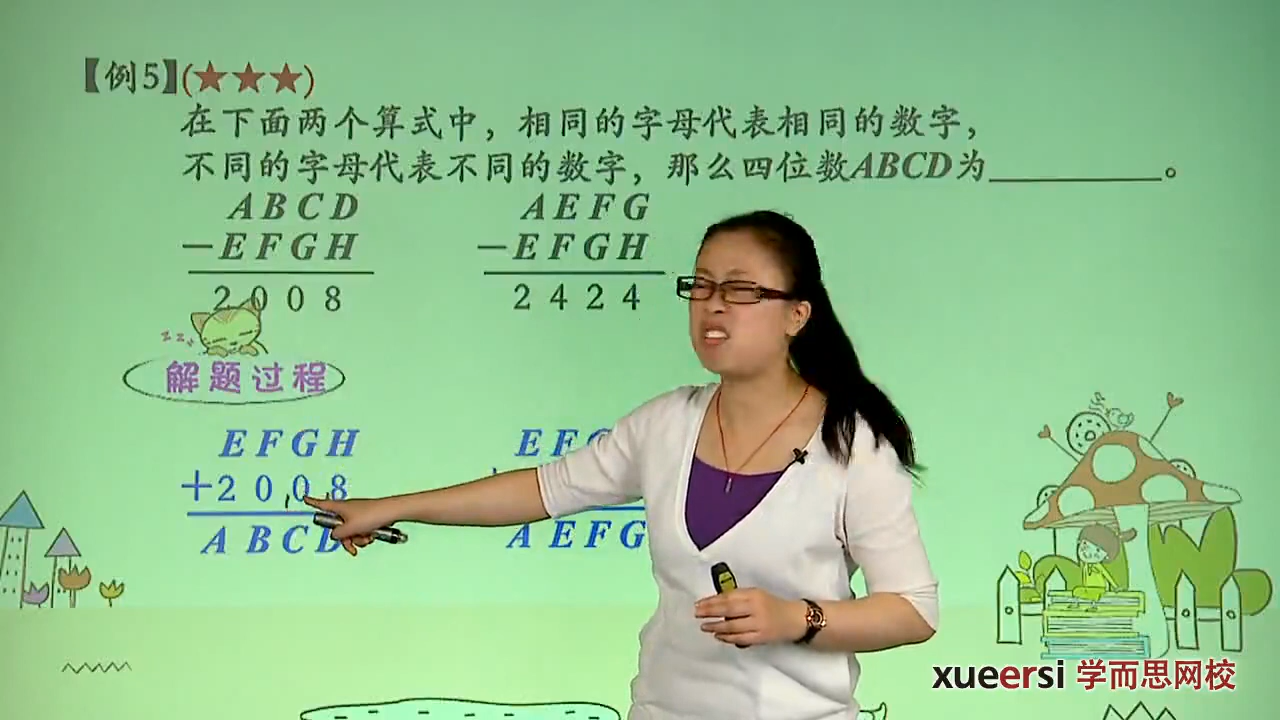 【例5】(★★★)
在下面两个算式中，相同的字母代表相同的数字，
不同的字母代表不同的数字，那么四位数ABCD为________。
ABCD
AEFG
－EFGH
－EFGH
2008
2424
解题过程
EFGH
EF
＋2008
ABCD
AEFG
xueersi 学而思网校